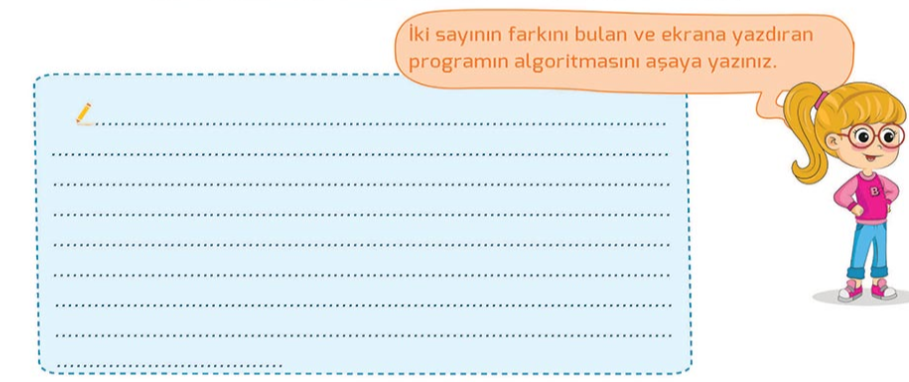 İki sayının farkını bulan ve ekrana yazdıran
programın algoritmasını aşaya yazınız.
B